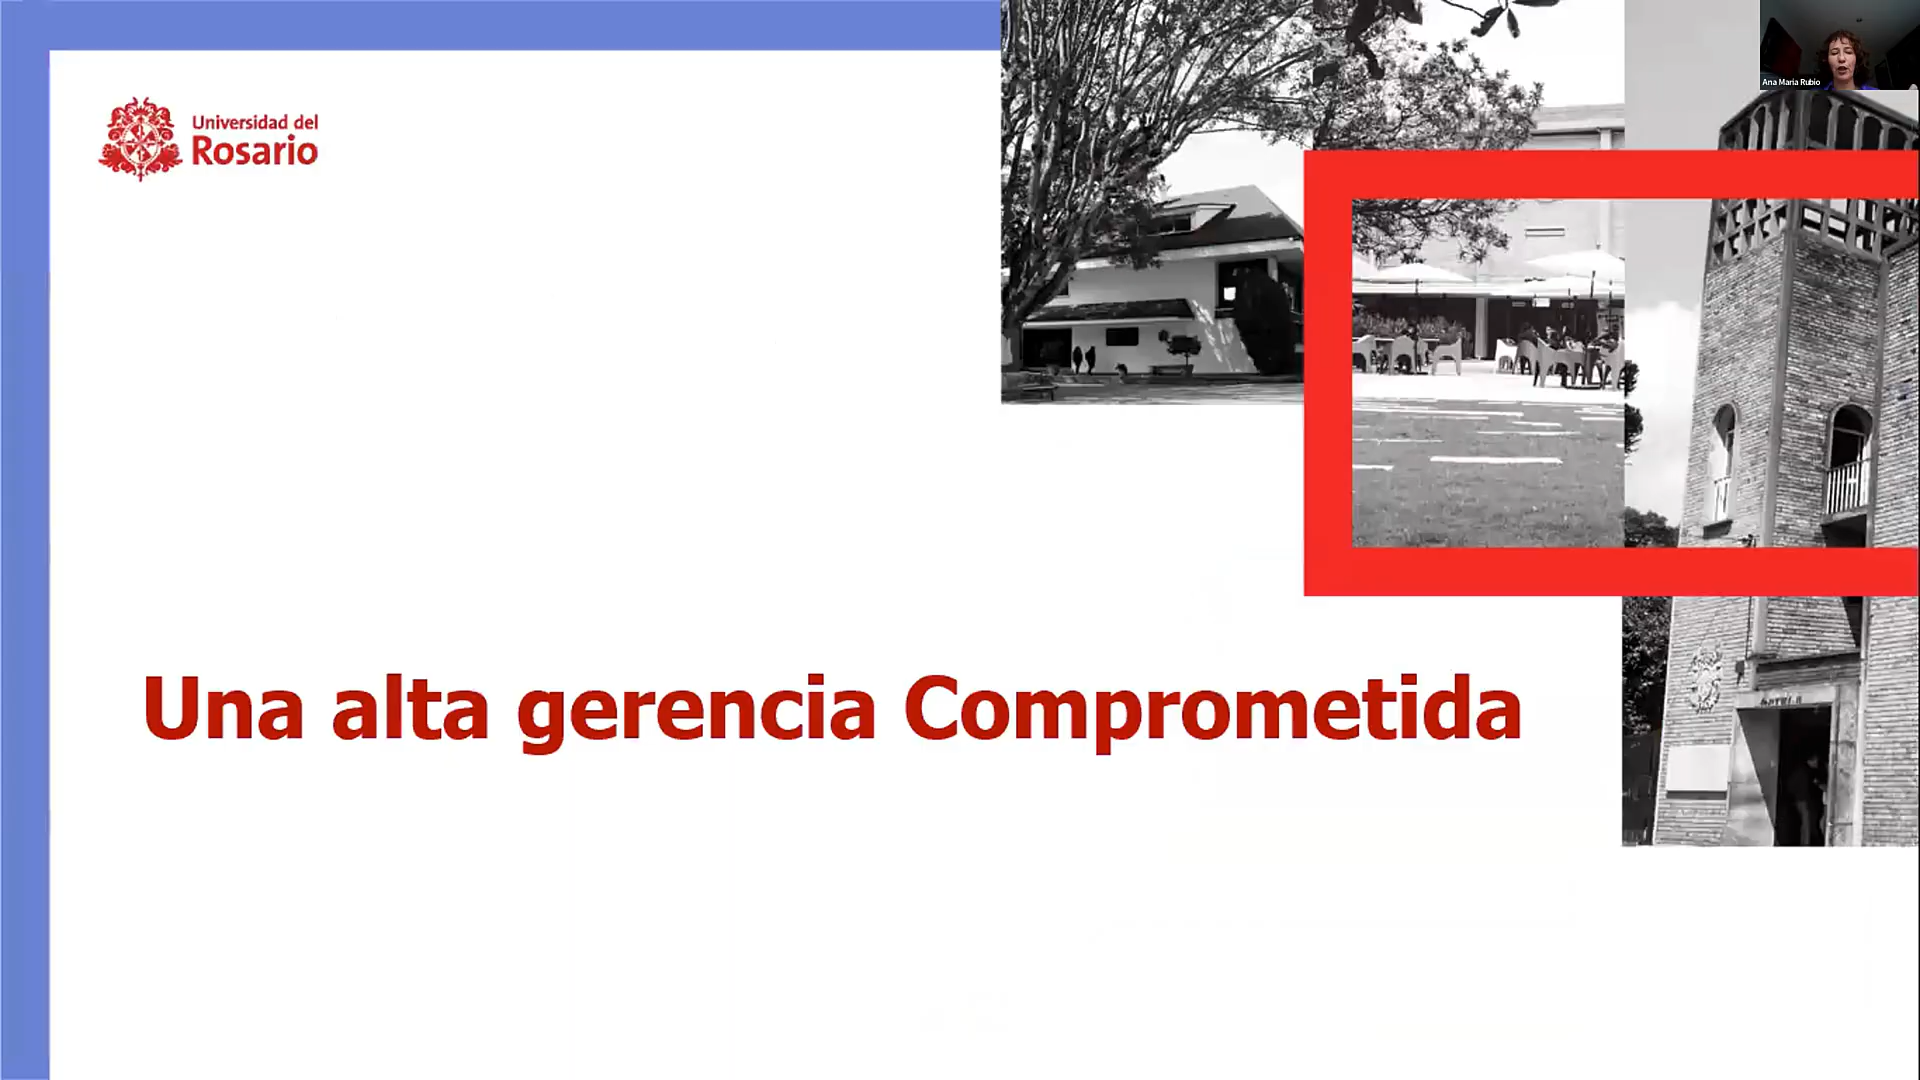 Universidad del
Rosario
Ana Maria Rubio
Una alta gerencia Comprometida